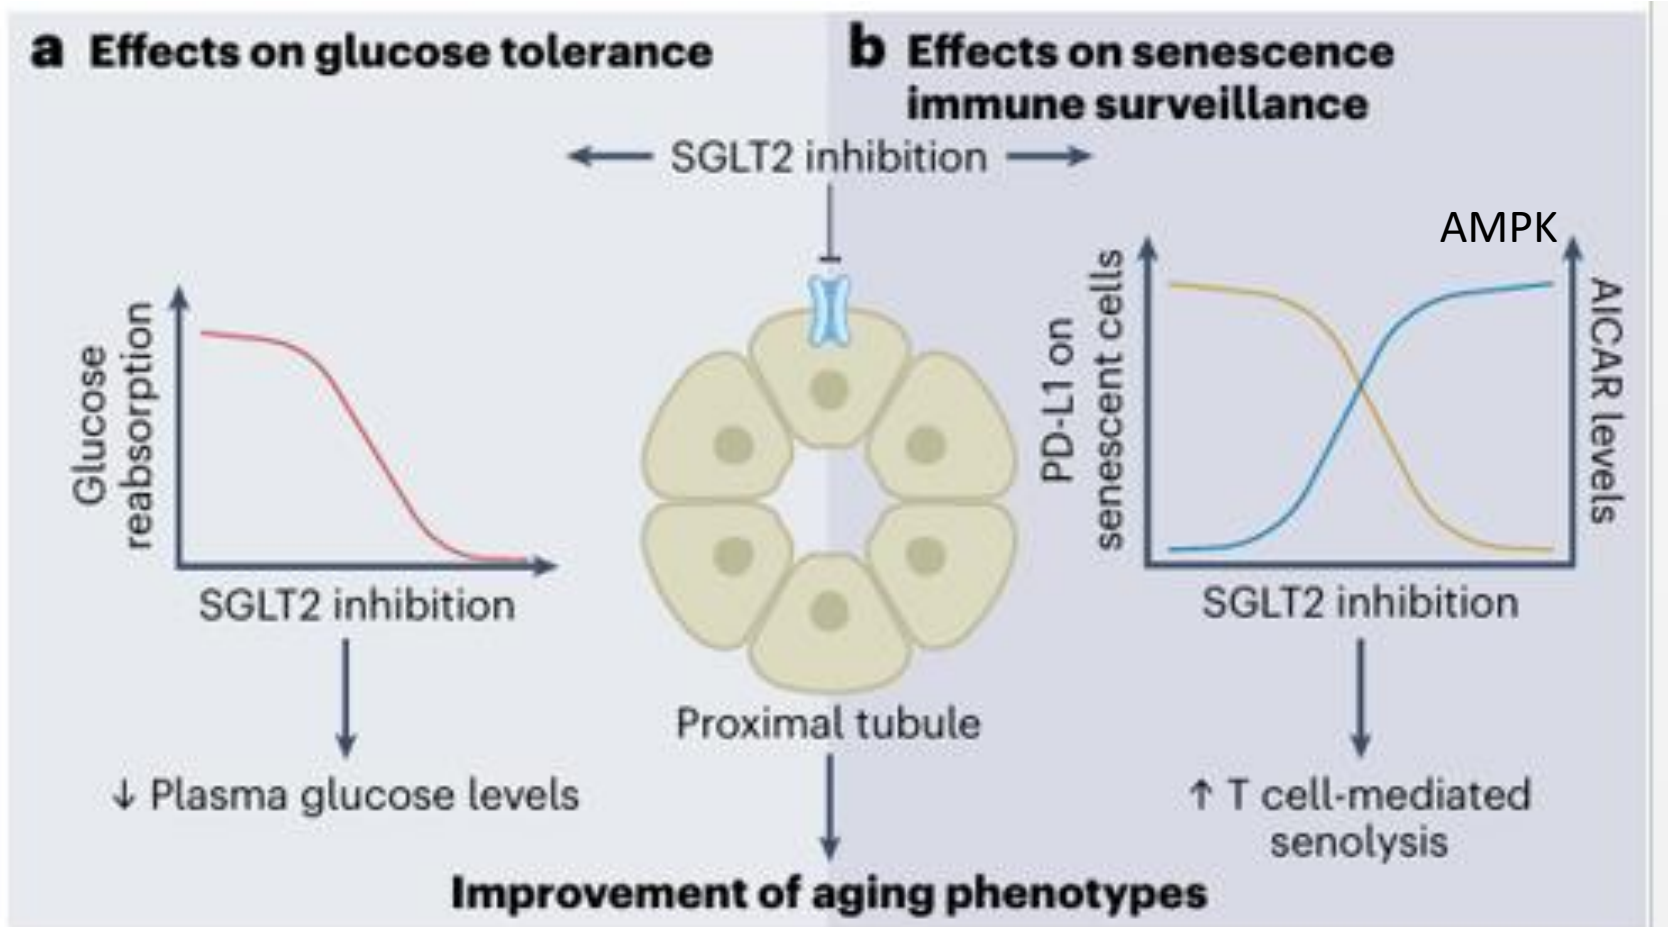 a Effects on glucose tolerance
b Effects on senescence
immune surveillance
SGLT2 inhibition
Glucose
reabsorption
SGLT2 inhibition
↓ Plasma glucose levels
Proximal tubule
AMPK
PD-L1 on
senescent cells
AICAR levels
SGLT2 inhibition
↑ T cell-mediated
senolysis
Improvement of aging phenotypes